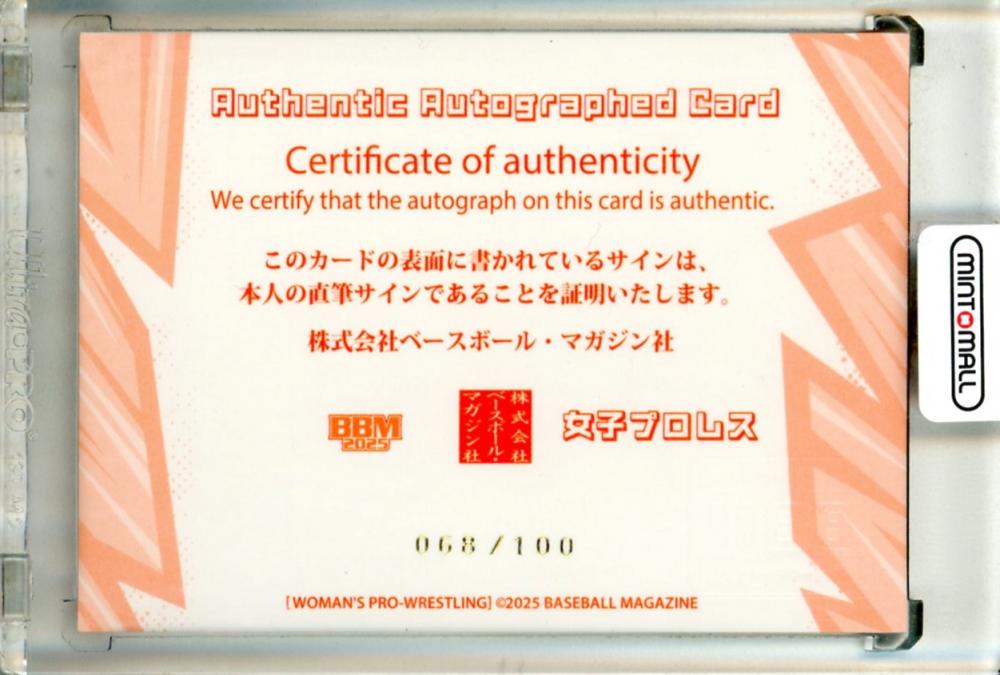 Authentic Autographed Card
Certificate of authenticity
We certify that the autograph on this card is authentic.
このカードの表面に書かれているサインは、
本人の直筆サインであることを証明いたします。
株式会社ベースボール・マガジン社
BBM
2025
株式会社
ベースボール・
マガジン社
女子プロレス
068/100
[WOMAN'S PRO-WRESTLING] ©2025 BASEBALL MAGAZINE
MINTOMALL
UltraPRO